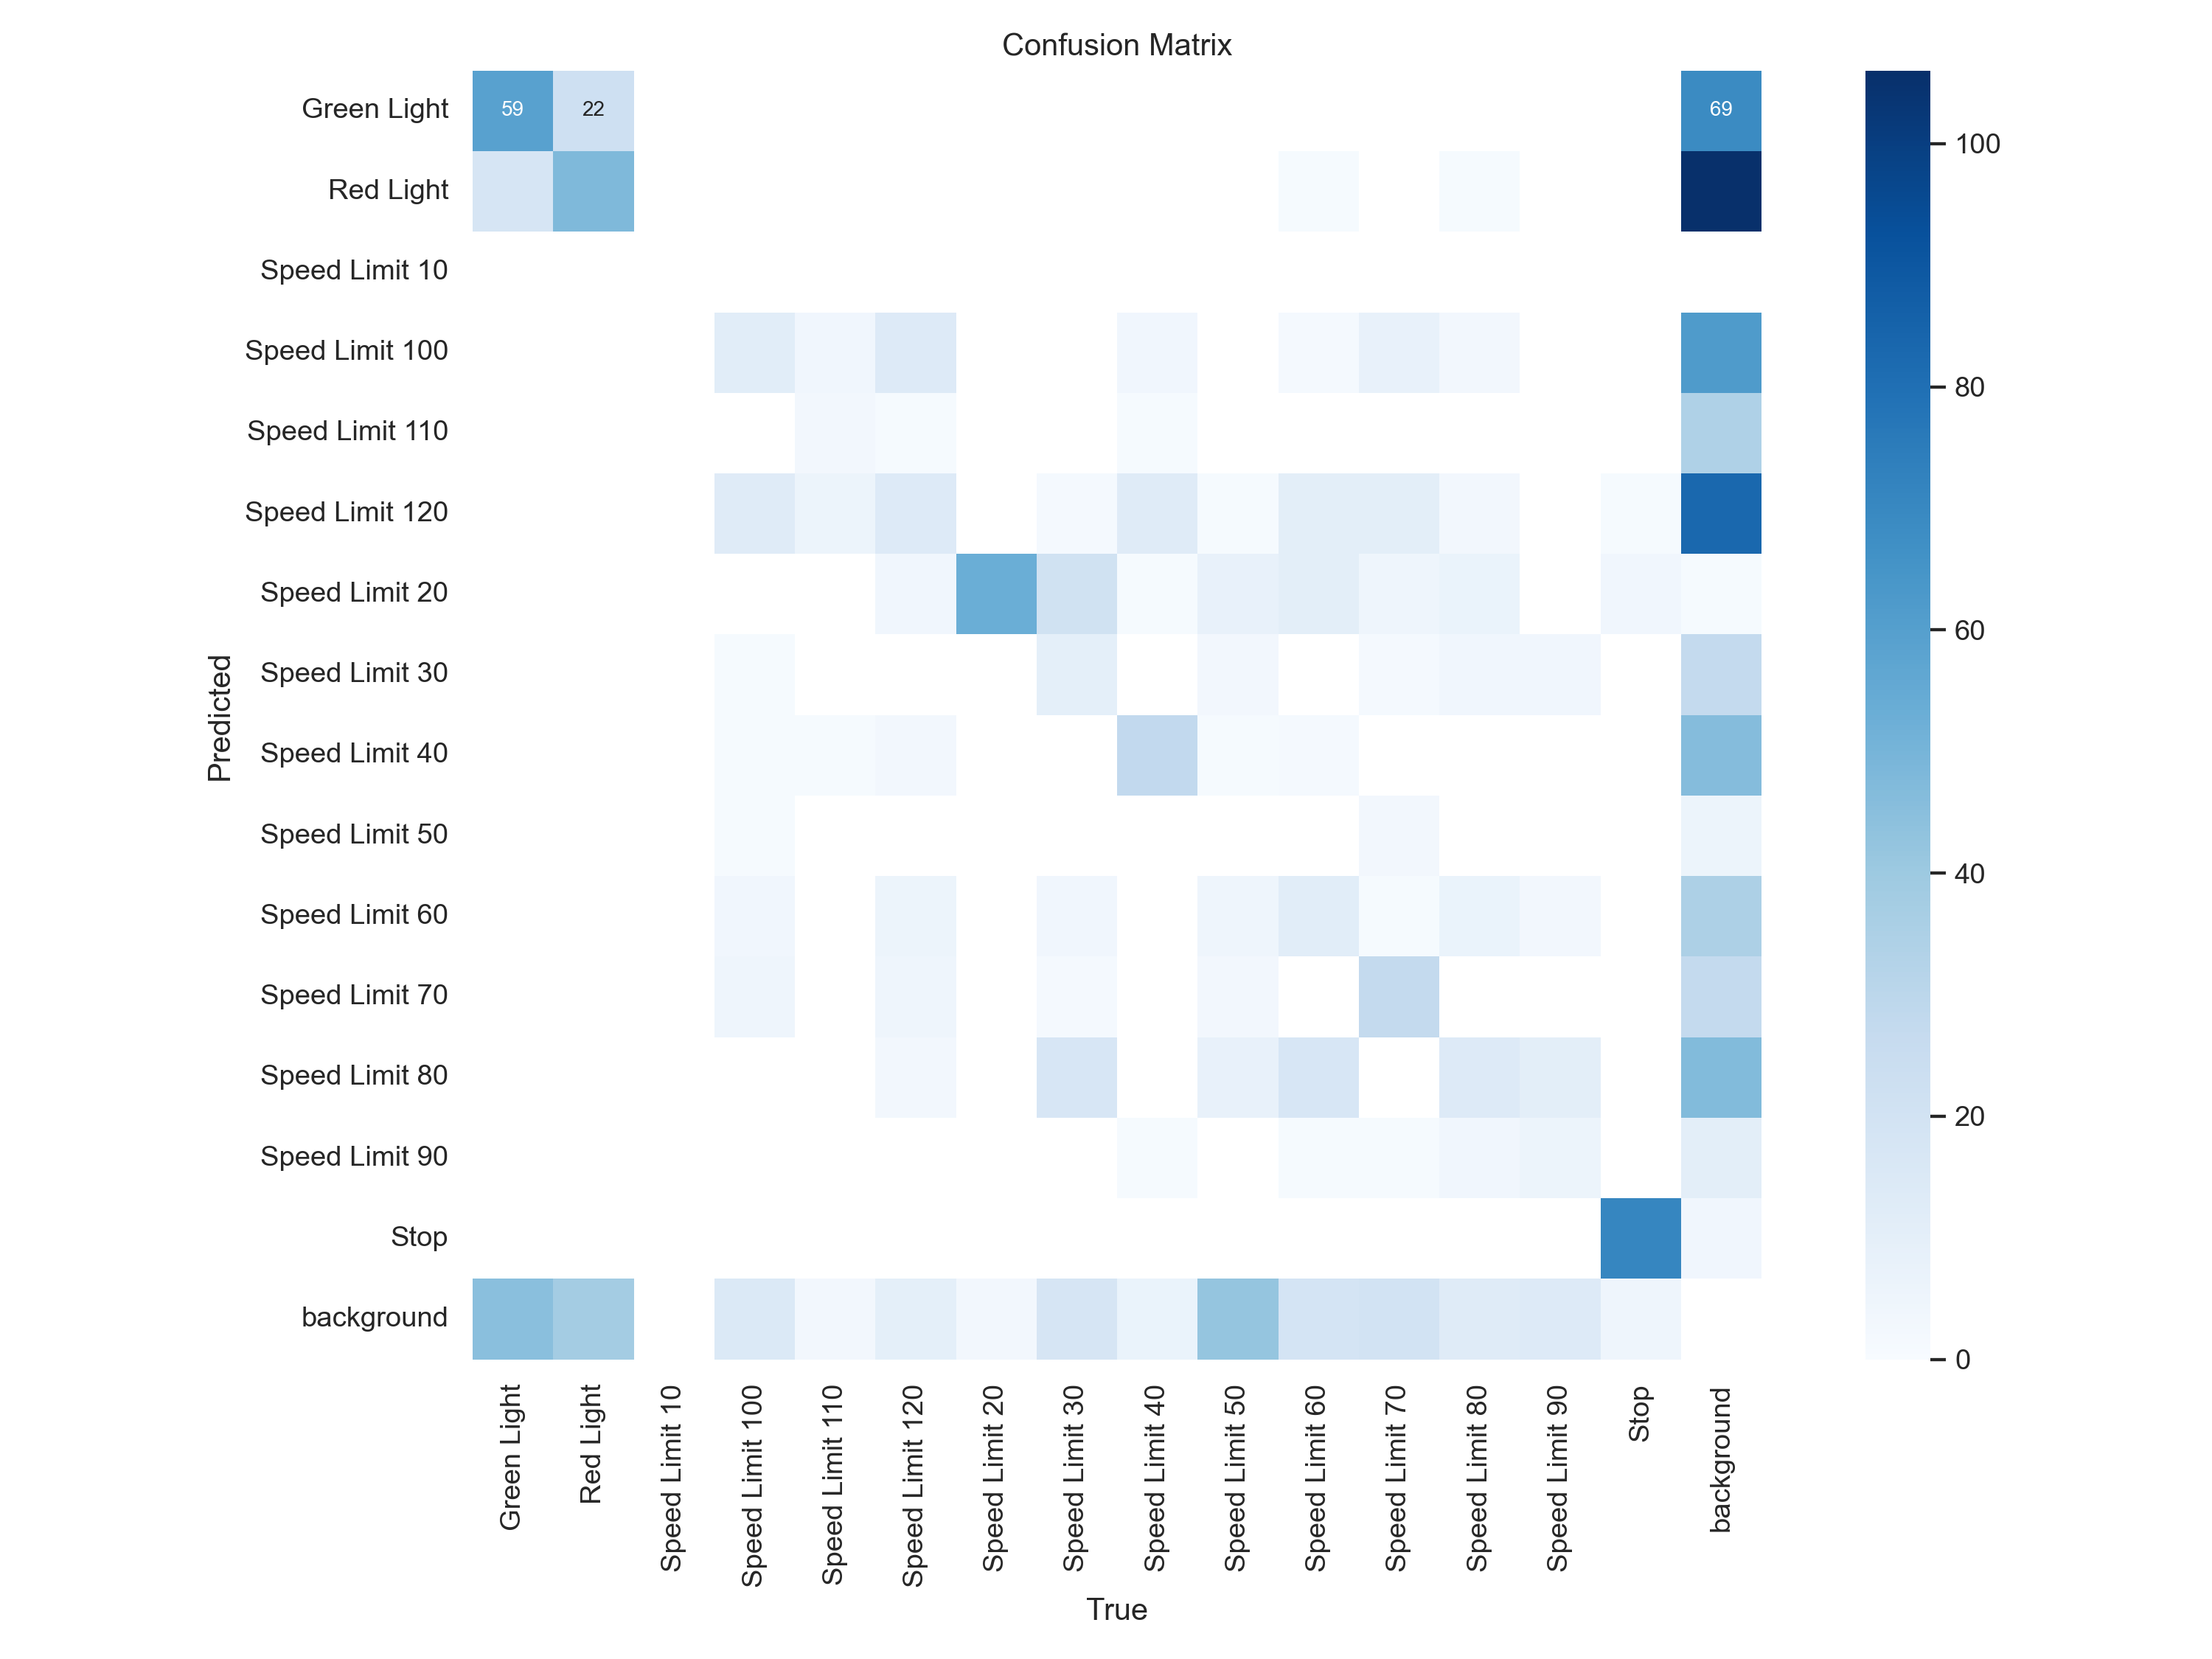 Confusion Matrix
Green Light
59 22 69
Red Light
Speed Limit 10
Speed Limit 100
Speed Limit 110
Speed Limit 120
Speed Limit 20
Speed Limit 30
Speed Limit 40
Speed Limit 50
Speed Limit 60
Speed Limit 70
Speed Limit 80
Speed Limit 90
Stop
background
Predicted
100
80
60
40
20
0
Green Light
Red Light
Speed Limit 10
Speed Limit 100
Speed Limit 110
Speed Limit 120
Speed Limit 20
Speed Limit 30
Speed Limit 40
Speed Limit 50
Speed Limit 60
Speed Limit 70
Speed Limit 80
Speed Limit 90
Stop
background
True